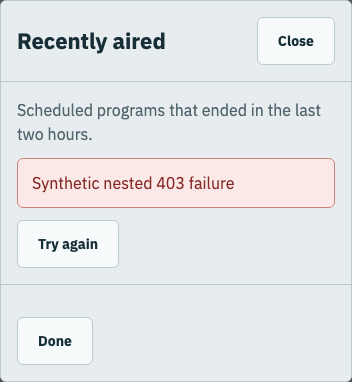 Recently aired
Close
Scheduled programs that ended in the last
two hours.
Synthetic nested 403 failure
Try again
Done